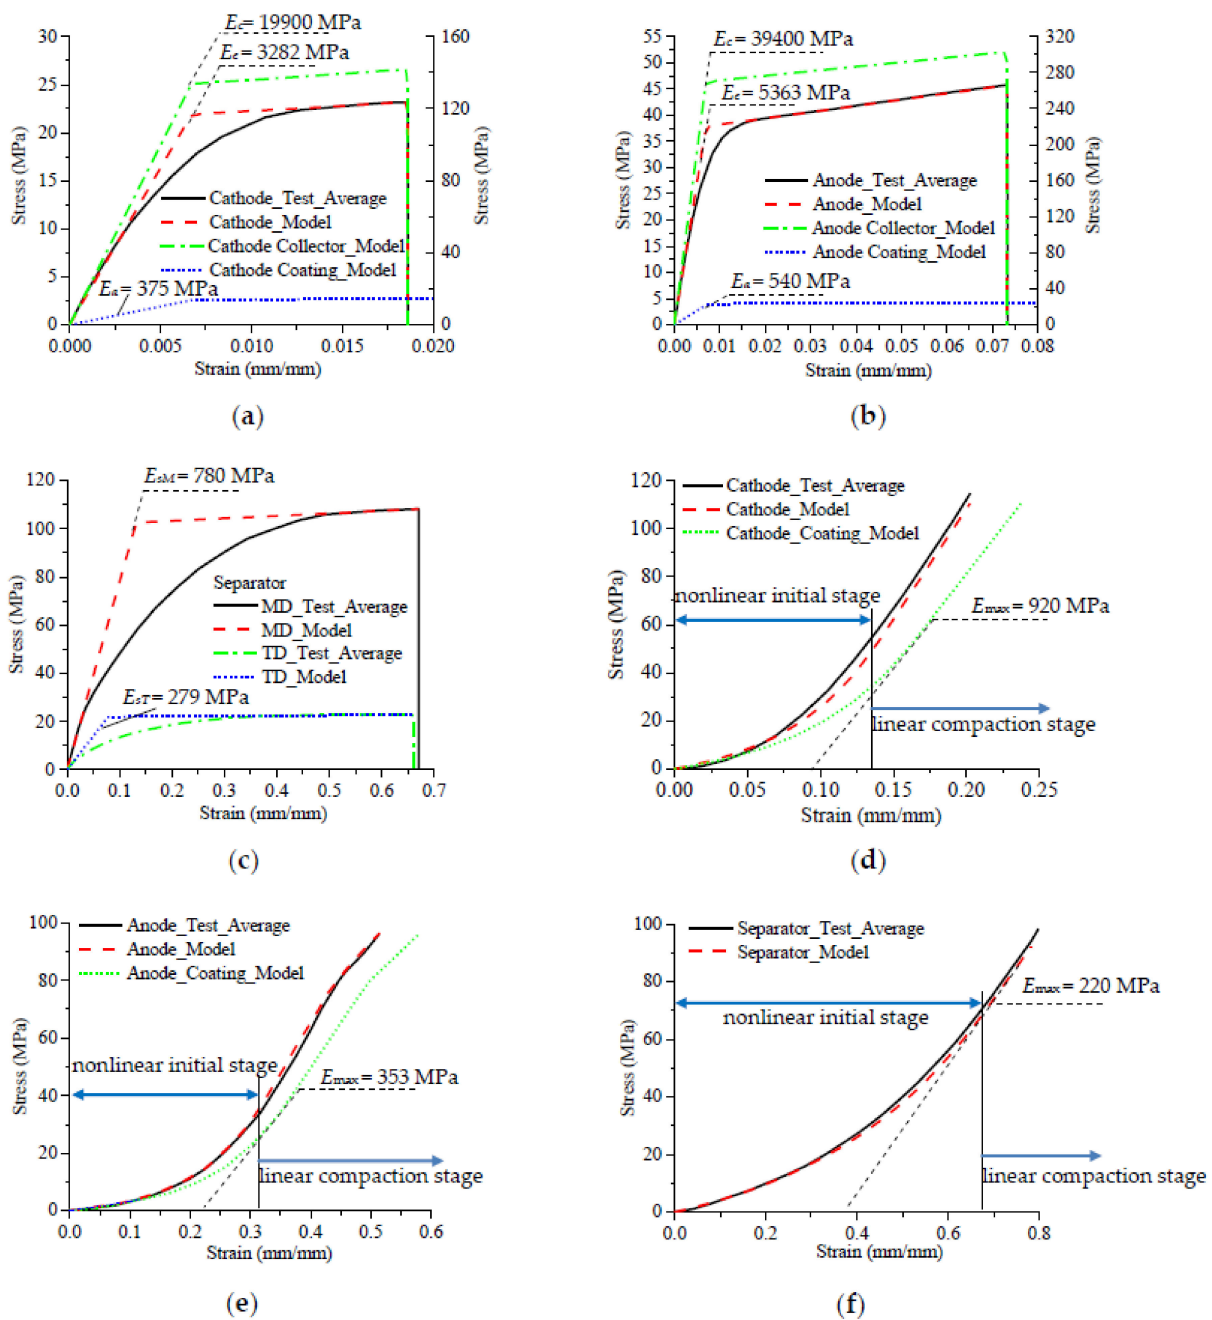 E_c = 19900 MPa
E_e = 3282 MPa
30
25
20
15
10
5
0
Stress (MPa)
160
120
80
40
0
Stress (MPa)
Cathode_Test_Average
Cathode_Model
Cathode Collector_Model
Cathode Coating_Model
E_a = 375 MPa
0.000 0.005 0.010 0.015 0.020
Strain (mm/mm)
(a)
E_c = 39400 MPa
E_e = 5363 MPa
55
50
45
40
35
30
25
20
15
10
5
0
Stress (MPa)
320
280
240
200
160
120
80
40
0
Stress (MPa)
Anode_Test_Average
Anode_Model
Anode Collector_Model
Anode Coating_Model
E_a = 540 MPa
0.00 0.01 0.02 0.03 0.04 0.05 0.06 0.07 0.08
Strain (mm/mm)
(b)
E_sM = 780 MPa
120
100
80
60
40
20
0
Stress (MPa)
Separator
MD_Test_Average
MD_Model
TD_Test_Average
TD_Model
E_sT = 279 MPa
0.0 0.1 0.2 0.3 0.4 0.5 0.6 0.7
Strain (mm/mm)
(c)
120
100
80
60
40
20
0
Stress (MPa)
Cathode_Test_Average
Cathode_Model
Cathode_Coating_Model
nonlinear initial stage
E_max = 920 MPa
linear compaction stage
0.00 0.05 0.10 0.15 0.20 0.25
Strain (mm/mm)
(d)
100
80
60
40
20
0
Stress (MPa)
Anode_Test_Average
Anode_Model
Anode_Coating_Model
nonlinear initial stage
E_max = 353 MPa
linear compaction stage
0.0 0.1 0.2 0.3 0.4 0.5 0.6
Strain (mm/mm)
(e)
100
80
60
40
20
0
Stress (MPa)
Separator_Test_Average
Separator_Model
E_max = 220 MPa
nonlinear initial stage
linear compaction stage
0.0 0.2 0.4 0.6 0.8
Strain (mm/mm)
(f)